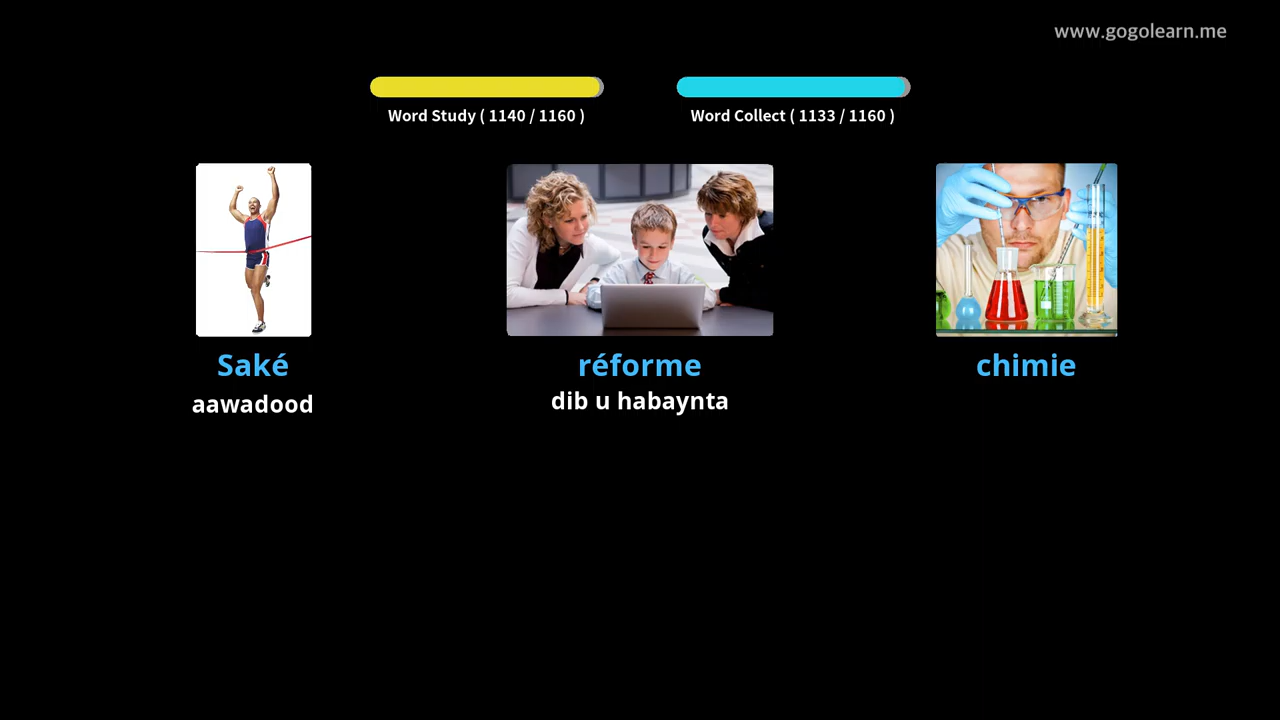 www.gogolearn.me
Word Study ( 1140 / 1160 )
Word Collect ( 1133 / 1160 )
Saké
réforme
chimie
aawadood
dib u habaynta